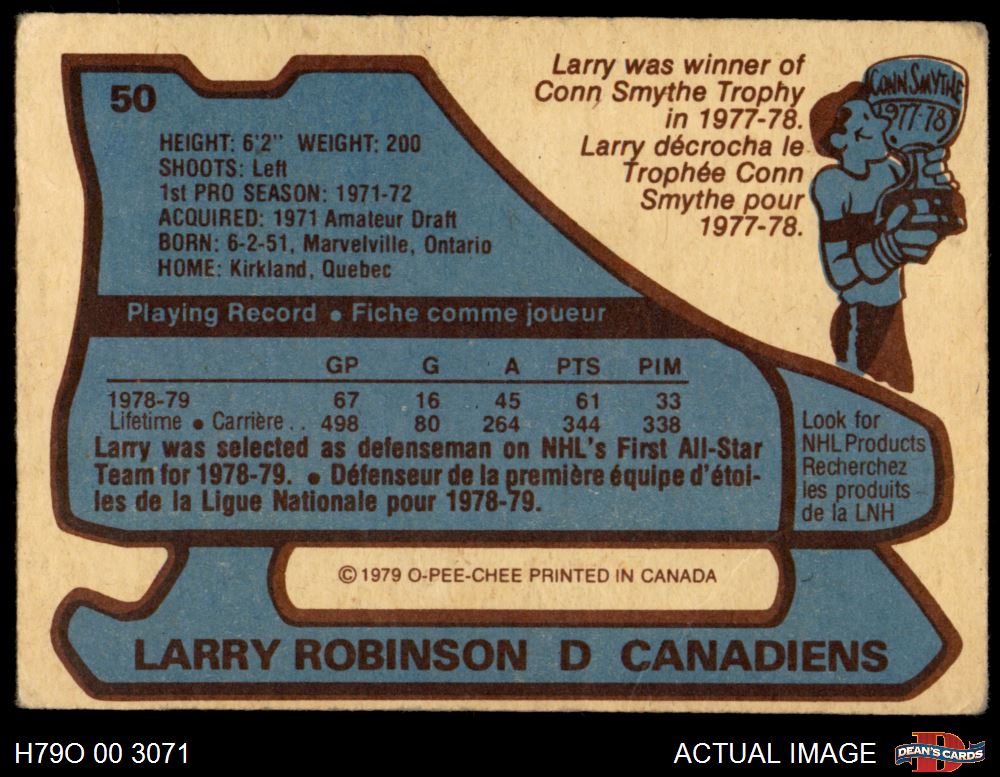 50
HEIGHT: 6'2" WEIGHT: 200
SHOOTS: Left
1st PRO SEASON: 1971-72
ACQUIRED: 1971 Amateur Draft
BORN: 6-2-51, Marvelville, Ontario
HOME: Kirkland, Quebec
Larry was winner of
Conn Smythe Trophy
in 1977-78.
Larry décrocha le
Trophée Conn
Smythe pour
1977-78.
CONN SMYTHE
1977-78
Playing Record • Fiche comme joueur
GP G A PTS PIM
1978-79 67 16 45 61 33
Lifetime • Carrière . . 498 80 264 344 338
Larry was selected as defenseman on NHL's First All-Star
Team for 1978-79. • Défenseur de la première équipe d'étoi-
les de la Ligue Nationale pour 1978-79.
Look for
NHL Products
Recherchez
les produits
de la LNH
© 1979 O-PEE-CHEE PRINTED IN CANADA
LARRY ROBINSON D CANADIENS
H79O 00 3071
ACTUAL IMAGE
D
DEAN'S CARDS